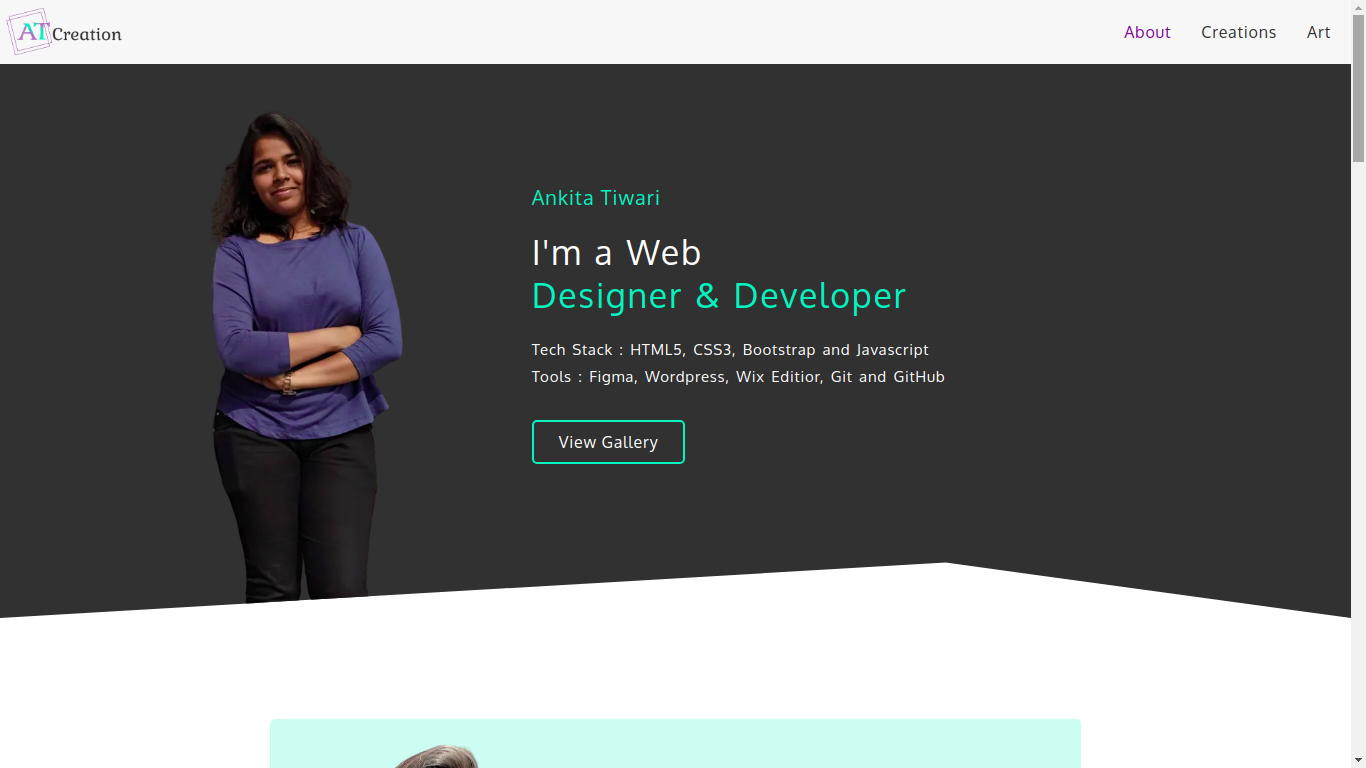 AT Creation
About Creations Art
Ankita Tiwari
I'm a Web
Designer & Developer
Tech Stack : HTML5, CSS3, Bootstrap and Javascript
Tools : Figma, Wordpress, Wix Editior, Git and GitHub
View Gallery